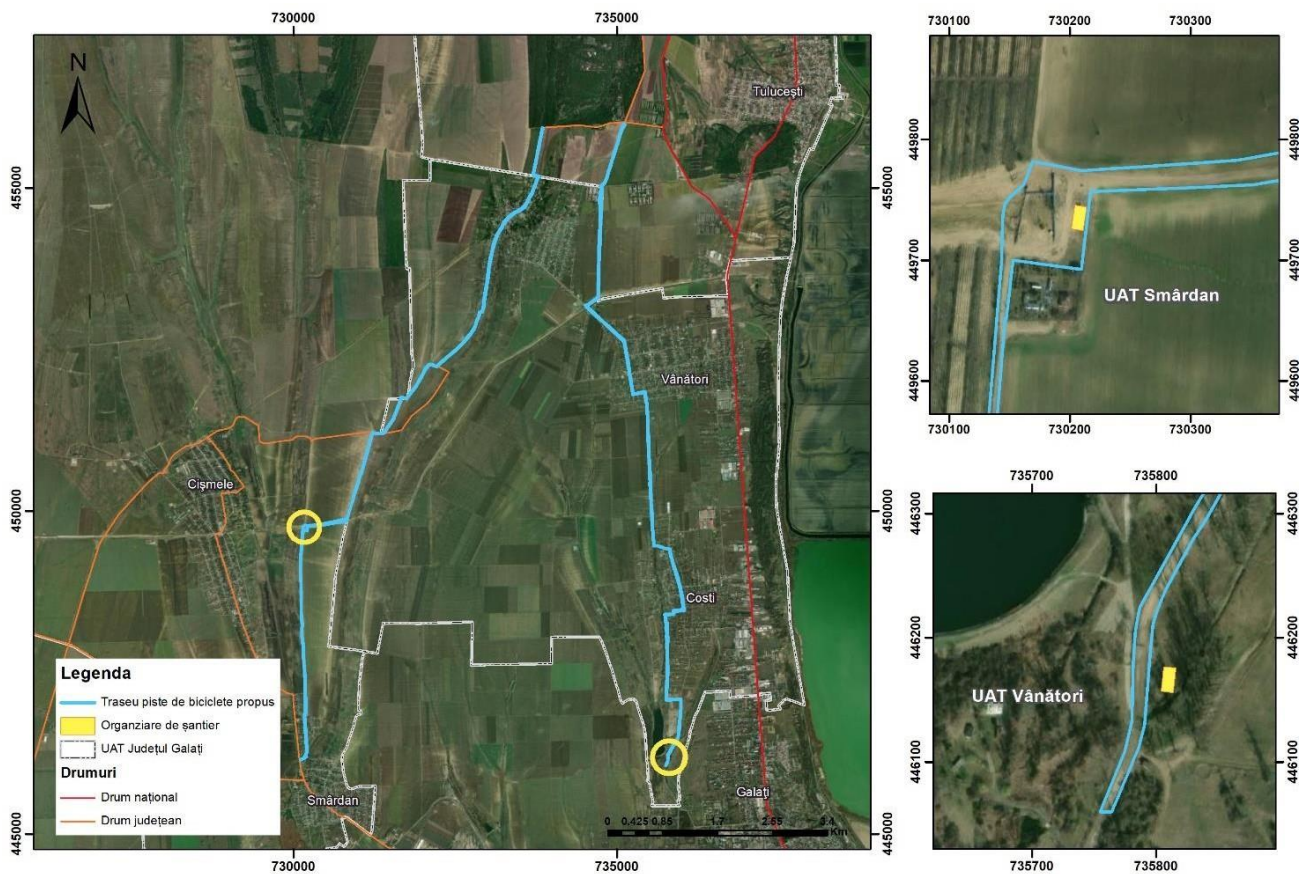 730000
735000
N
Tulucești
455000
455000
Vânători
Cișmele
450000
450000
Costi
Smârdan
Galați
Legenda
Traseu piste de biciclete propus
Organziare de șantier
UAT Județul Galați
Drumuri
Drum național
Drum județean
0 0.425 0.85 1.7 2.55 3.4
Km
445000
445000
730000
735000
730100
730200
730300
449800
449800
449700
449700
UAT Smârdan
449600
449600
730100
730200
730300
735700
735800
446300
446300
446200
446200
UAT Vânători
446100
446100
735700
735800